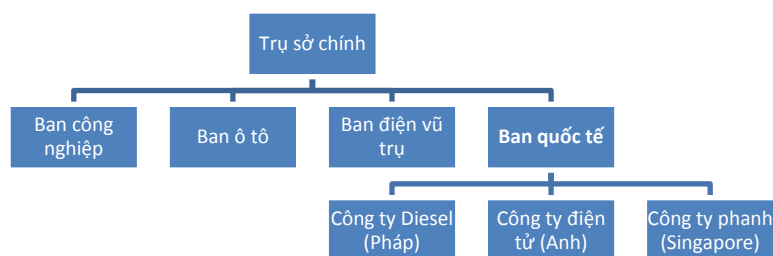 Trụ sở chính
Ban công
nghiệp
Ban ô tô
Ban điện vũ
trụ
Ban quốc tế
Công ty Diesel
(Pháp)
Công ty điện
tử (Anh)
Công ty phanh
(Singapore)